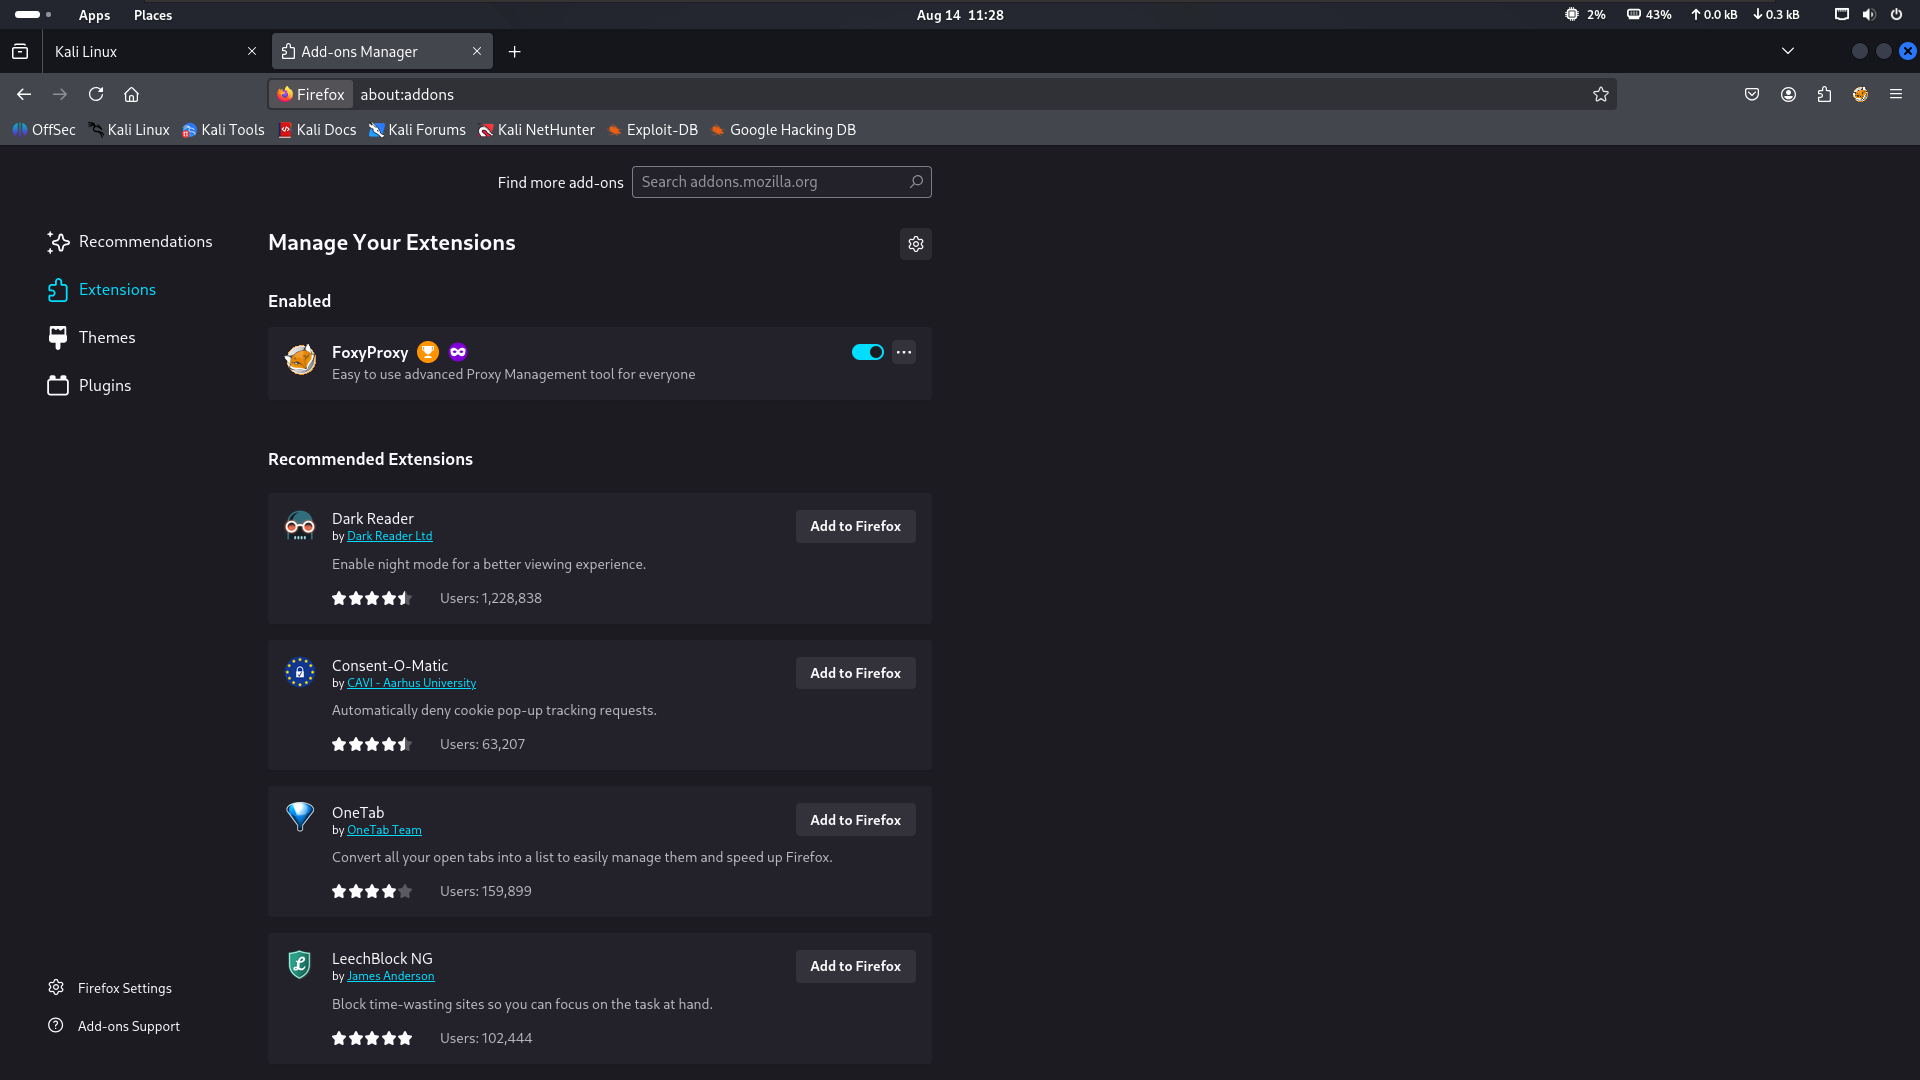 Apps Places Aug 14 11:28 2% 43% 0.0 kB 0.3 kB
Kali Linux Add-ons Manager
Firefox about:addons
OffSec Kali Linux Kali Tools Kali Docs Kali Forums Kali NetHunter Exploit-DB Google Hacking DB
Find more add-ons Search addons.mozilla.org
Recommendations
Extensions
Themes
Plugins
Manage Your Extensions
Enabled
FoxyProxy
Easy to use advanced Proxy Management tool for everyone
Recommended Extensions
Dark Reader
by Dark Reader Ltd
Add to Firefox
Enable night mode for a better viewing experience.
Users: 1,228,838
Consent-O-Matic
by CAVI - Aarhus University
Add to Firefox
Automatically deny cookie pop-up tracking requests.
Users: 63,207
OneTab
by OneTab Team
Add to Firefox
Convert all your open tabs into a list to easily manage them and speed up Firefox.
Users: 159,899
LeechBlock NG
by James Anderson
Add to Firefox
Block time-wasting sites so you can focus on the task at hand.
Users: 102,444
Firefox Settings
Add-ons Support